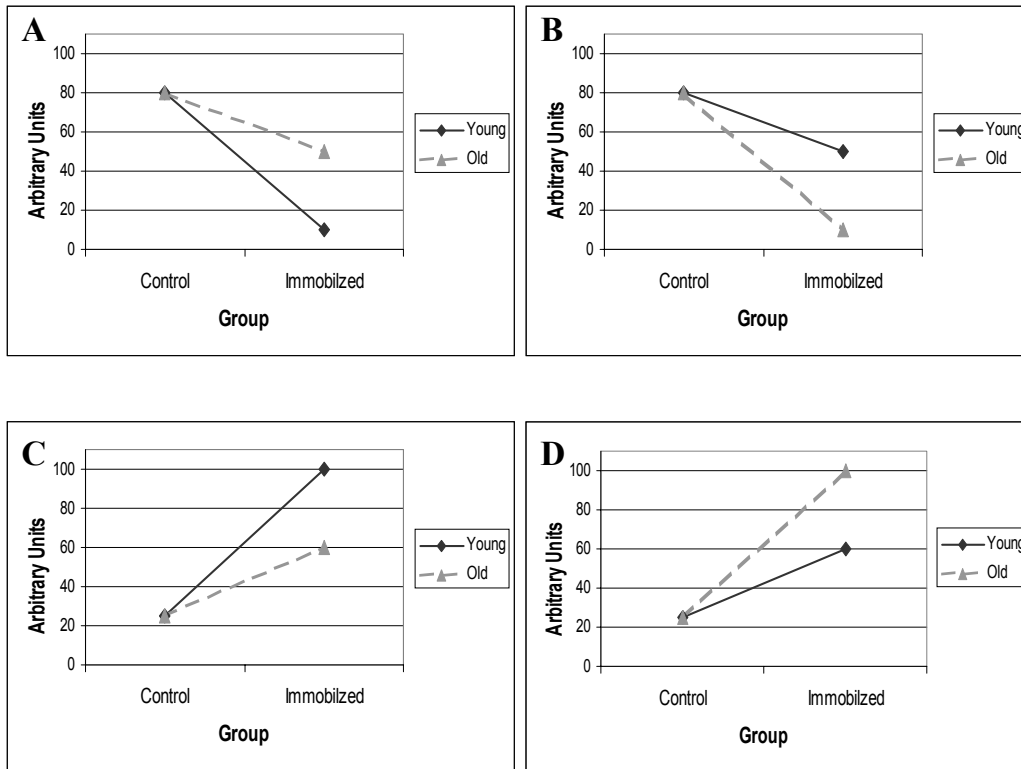 A
Arbitrary Units
100
80
60
40
20
0
Control
Immobilzed
Group
Young
Old
B
Arbitrary Units
100
80
60
40
20
0
Control
Immobilzed
Group
Young
Old
C
Arbitrary Units
100
80
60
40
20
0
Control
Immobilzed
Group
Young
Old
D
Arbitrary Units
100
80
60
40
20
0
Control
Immobilzed
Group
Young
Old